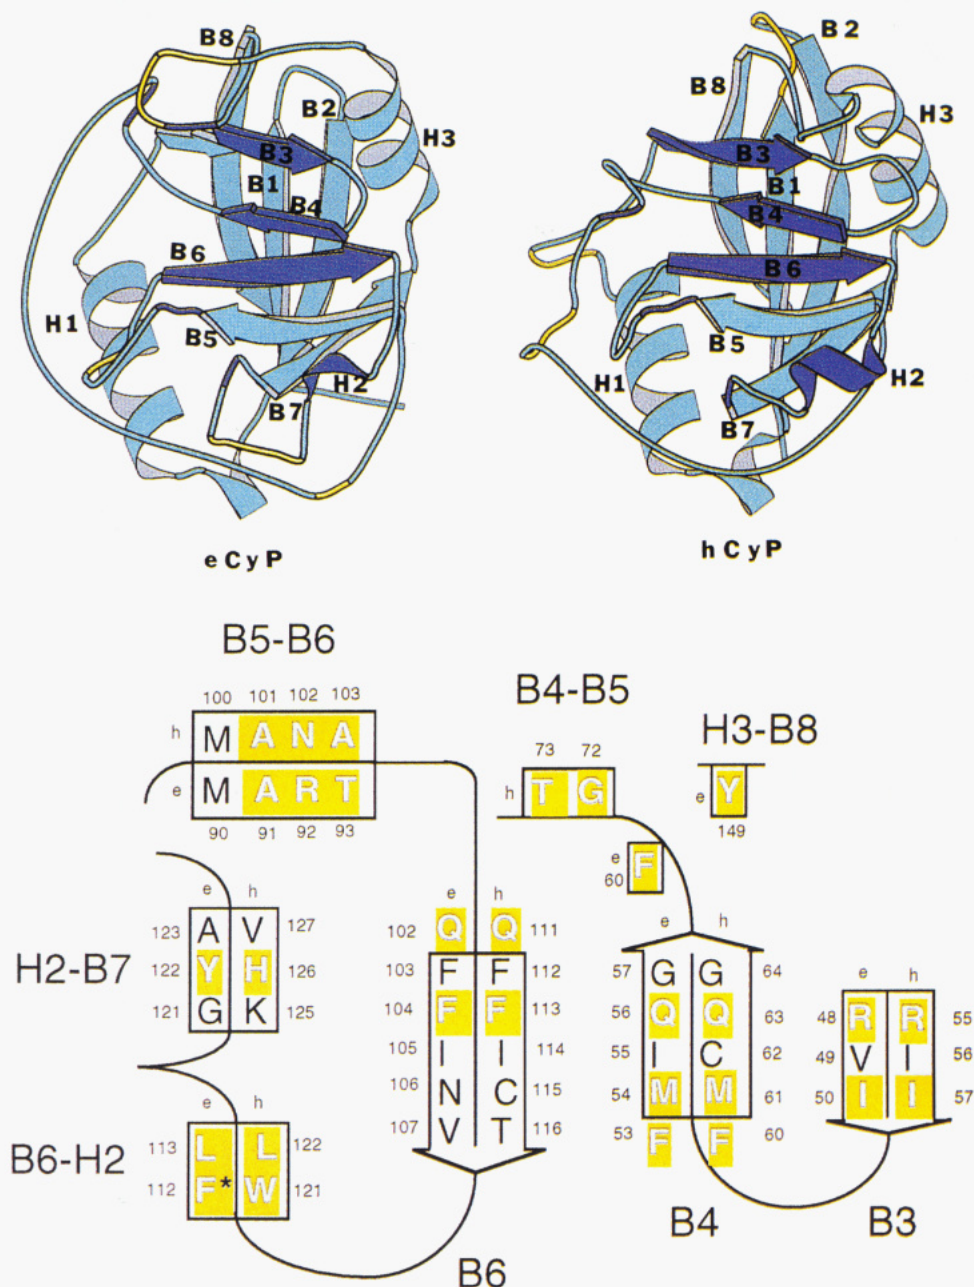 B8
B2
H3
B3
B1
B4
B6
H1
B5
H2
B7
eCyP
B2
B8
H3
B3
B1
B4
B6
B5
H1
H2
B7
hCyP
B5-B6
100 101 102 103
h M A N A
e M A R T
90 91 92 93
B4-B5
73 72
h T G
e
60 F
H3-B8
e Y
149
H2-B7
e h
123 A V 127
122 Y H 126
121 G K 125
B6-H2
e h
113 L L 122
112 F* W 121
e h
102 Q Q 111
103 F F 112
104 F F 113
105 I I 114
106 N C 115
107 V T 116
B6
e h
57 G G 64
56 Q Q 63
55 I C 62
54 M M 61
53 F F 60
B4
e h
48 R R 55
49 V I 56
50 I I 57
B3